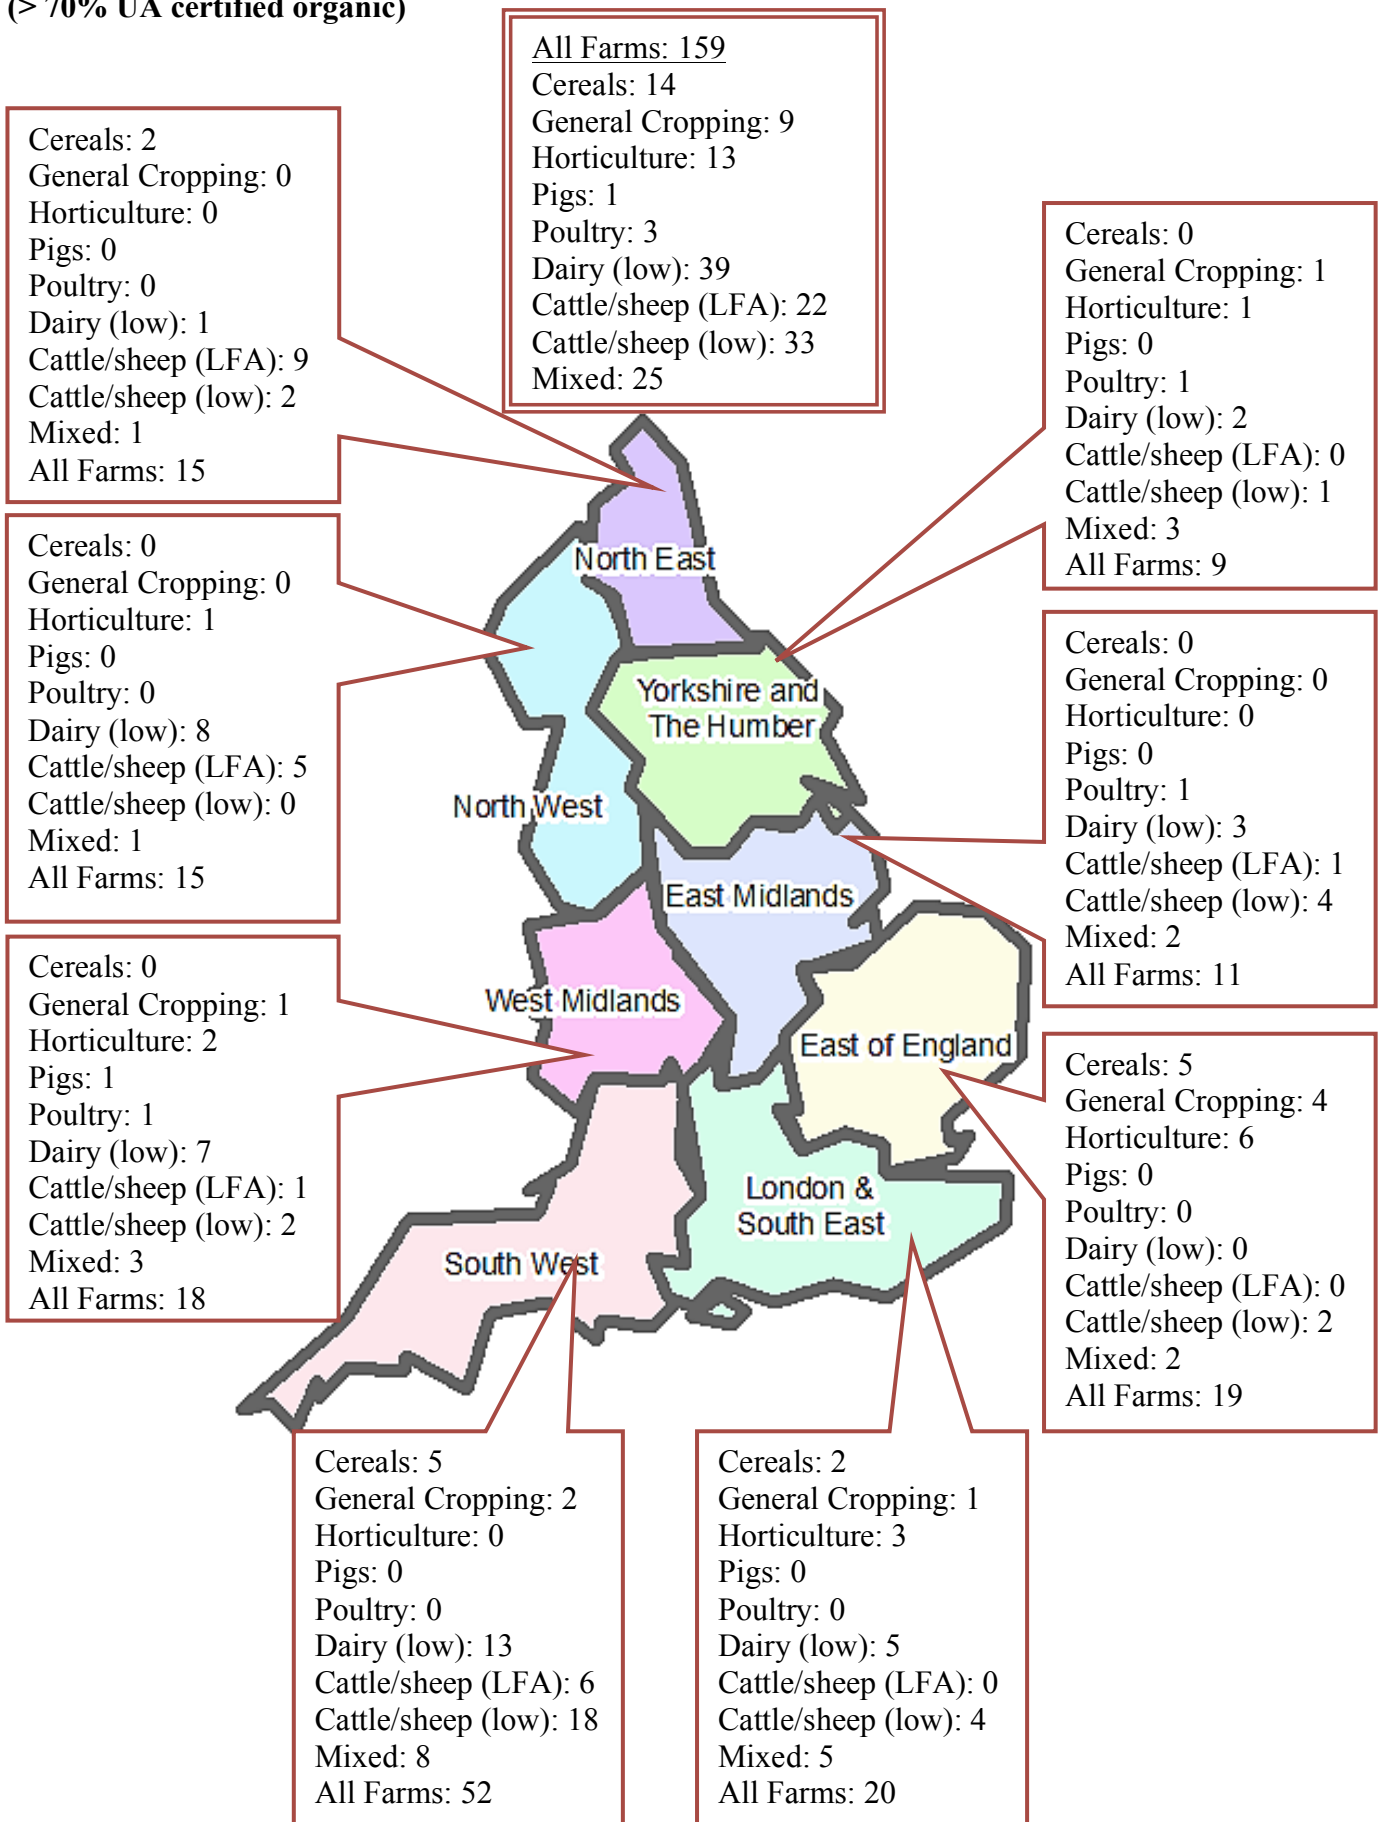 (> 70% UA certified organic)
All Farms: 159
Cereals: 14
General Cropping: 9
Horticulture: 13
Pigs: 1
Poultry: 3
Dairy (low): 39
Cattle/sheep (LFA): 22
Cattle/sheep (low): 33
Mixed: 25
Cereals: 2
General Cropping: 0
Horticulture: 0
Pigs: 0
Poultry: 0
Dairy (low): 1
Cattle/sheep (LFA): 9
Cattle/sheep (low): 2
Mixed: 1
All Farms: 15
Cereals: 0
General Cropping: 1
Horticulture: 1
Pigs: 0
Poultry: 1
Dairy (low): 2
Cattle/sheep (LFA): 0
Cattle/sheep (low): 1
Mixed: 3
All Farms: 9
Cereals: 0
General Cropping: 0
Horticulture: 1
Pigs: 0
Poultry: 0
Dairy (low): 8
Cattle/sheep (LFA): 5
Cattle/sheep (low): 0
Mixed: 1
All Farms: 15
Cereals: 0
General Cropping: 0
Horticulture: 0
Pigs: 0
Poultry: 1
Dairy (low): 3
Cattle/sheep (LFA): 1
Cattle/sheep (low): 4
Mixed: 2
All Farms: 11
North East
Yorkshire and
The Humber
North West
East Midlands
West Midlands
East of England
London &
South East
South West
Cereals: 0
General Cropping: 1
Horticulture: 2
Pigs: 1
Poultry: 1
Dairy (low): 7
Cattle/sheep (LFA): 1
Cattle/sheep (low): 2
Mixed: 3
All Farms: 18
Cereals: 5
General Cropping: 4
Horticulture: 6
Pigs: 0
Poultry: 0
Dairy (low): 0
Cattle/sheep (LFA): 0
Cattle/sheep (low): 2
Mixed: 2
All Farms: 19
Cereals: 5
General Cropping: 2
Horticulture: 0
Pigs: 0
Poultry: 0
Dairy (low): 13
Cattle/sheep (LFA): 6
Cattle/sheep (low): 18
Mixed: 8
All Farms: 52
Cereals: 2
General Cropping: 1
Horticulture: 3
Pigs: 0
Poultry: 0
Dairy (low): 5
Cattle/sheep (LFA): 0
Cattle/sheep (low): 4
Mixed: 5
All Farms: 20